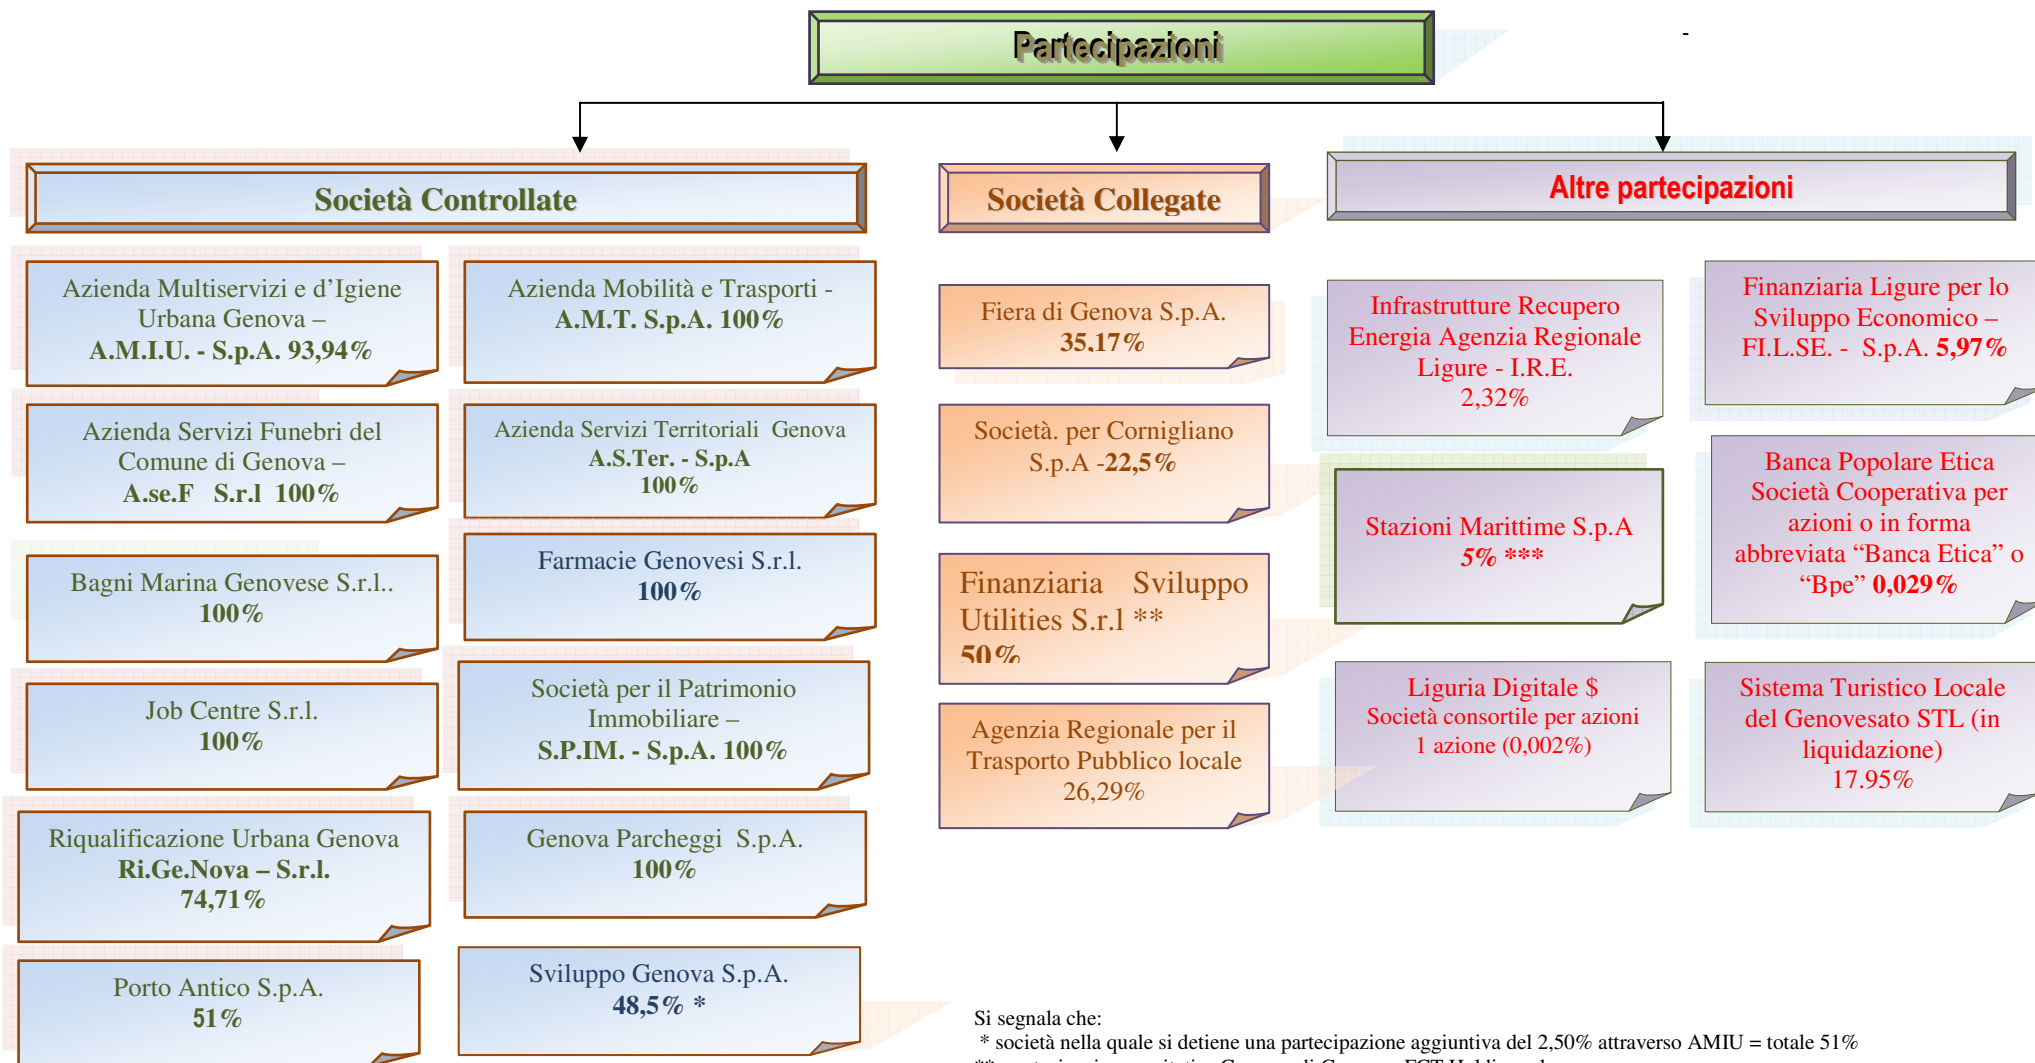 Partecipazioni
-
Società Controllate
Azienda Multiservizi e d’Igiene
Urbana Genova –
A.M.I.U. - S.p.A. 93,94%
Azienda Mobilità e Trasporti -
A.M.T. S.p.A. 100%
Azienda Servizi Funebri del
Comune di Genova –
A.se.F S.r.l 100%
Azienda Servizi Territoriali Genova
A.S.Ter. - S.p.A
100%
Bagni Marina Genovese S.r.l..
100%
Farmacie Genovesi S.r.l.
100%
Job Centre S.r.l.
100%
Società per il Patrimonio
Immobiliare –
S.P.IM. - S.p.A. 100%
Riqualificazione Urbana Genova
Ri.Ge.Nova – S.r.l.
74,71%
Genova Parcheggi S.p.A.
100%
Porto Antico S.p.A.
51%
Sviluppo Genova S.p.A.
48,5% *
Società Collegate
Fiera di Genova S.p.A.
35,17%
Società. per Cornigliano
S.p.A -22,5%
Finanziaria Sviluppo
Utilities S.r.l **
50%
Agenzia Regionale per il
Trasporto Pubblico locale
26,29%
Altre partecipazioni
Infrastrutture Recupero
Energia Agenzia Regionale
Ligure - I.R.E.
2,32%
Finanziaria Ligure per lo
Sviluppo Economico –
FI.L.SE. - S.p.A. 5,97%
Stazioni Marittime S.p.A
5% ***
Banca Popolare Etica
Società Cooperativa per
azioni o in forma
abbreviata “Banca Etica” o
“Bpe” 0,029%
Liguria Digitale $
Società consortile per azioni
1 azione (0,002%)
Sistema Turistico Locale
del Genovesato STL (in
liquidazione)
17.95%
Si segnala che:
* società nella quale si detiene una partecipazione aggiuntiva del 2,50% attraverso AMIU = totale 51%